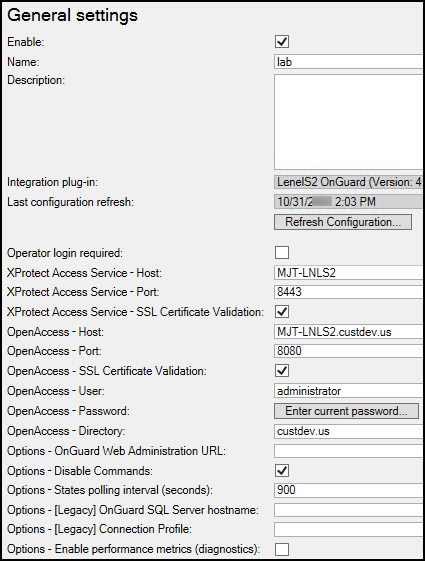 General settings
Enable:
Name: lab
Description:
Integration plug-in: LenelS2 OnGuard (Version: 4
Last configuration refresh: 10/31/2 2:03 PM
Refresh Configuration...
Operator login required:
XProtect Access Service - Host: MJT-LNLS2
XProtect Access Service - Port: 8443
XProtect Access Service - SSL Certificate Validation:
OpenAccess - Host: MJT-LNLS2.custdev.us
OpenAccess - Port: 8080
OpenAccess - SSL Certificate Validation:
OpenAccess - User: administrator
OpenAccess - Password: Enter current password...
OpenAccess - Directory: custdev.us
Options - OnGuard Web Administration URL:
Options - Disable Commands:
Options - States polling interval (seconds): 900
Options - [Legacy] OnGuard SQL Server hostname:
Options - [Legacy] Connection Profile:
Options - Enable performance metrics (diagnostics):